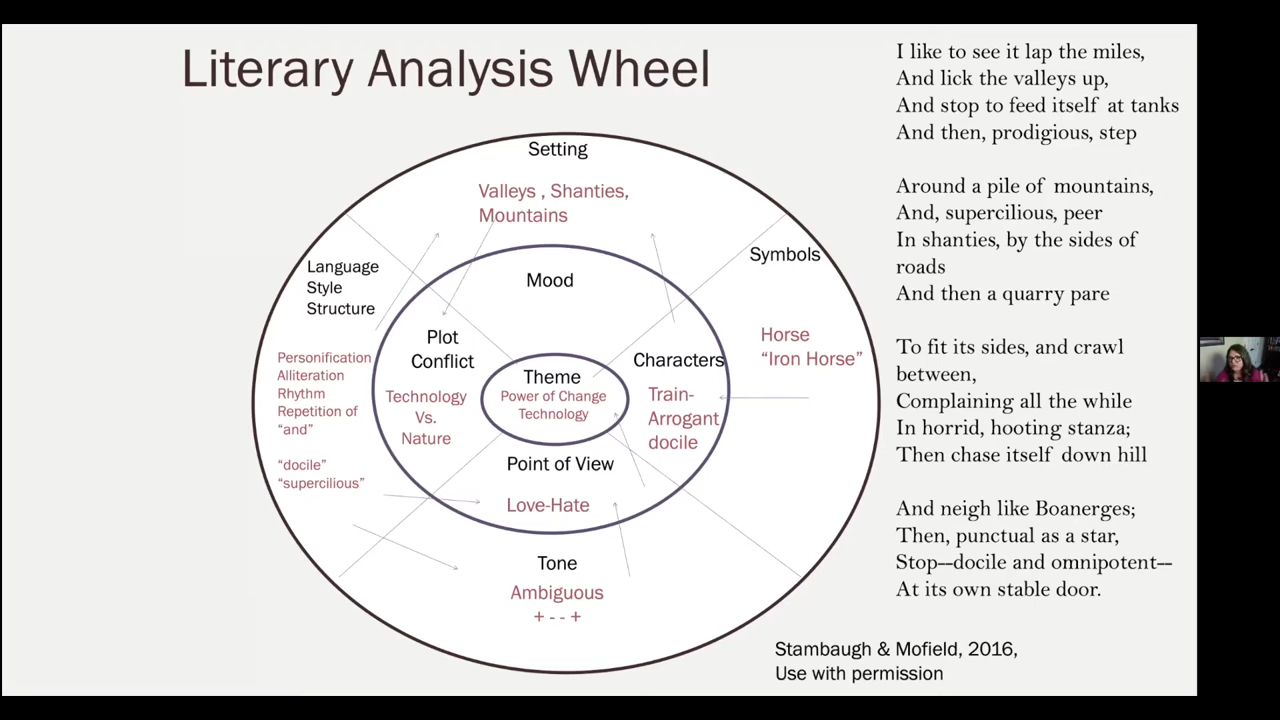 Literary Analysis Wheel
Setting
Valleys , Shanties,
Mountains
Language
Style
Structure
Symbols
Mood
Plot
Conflict
Characters
Horse
“Iron Horse”
Personification
Alliteration
Rhythm
Repetition of
“and”
“docile”
“supercilious”
Technology
Vs.
Nature
Theme
Power of Change
Technology
Train-
Arrogant
docile
Point of View
Love-Hate
Tone
Ambiguous
+ - - +
I like to see it lap the miles,
And lick the valleys up,
And stop to feed itself at tanks
And then, prodigious, step
Around a pile of mountains,
And, supercilious, peer
In shanties, by the sides of
roads
And then a quarry pare
To fit its sides, and crawl
between,
Complaining all the while
In horrid, hooting stanza;
Then chase itself down hill
And neigh like Boanerges;
Then, punctual as a star,
Stop--docile and omnipotent--
At its own stable door.
Stambaugh & Mofield, 2016,
Use with permission